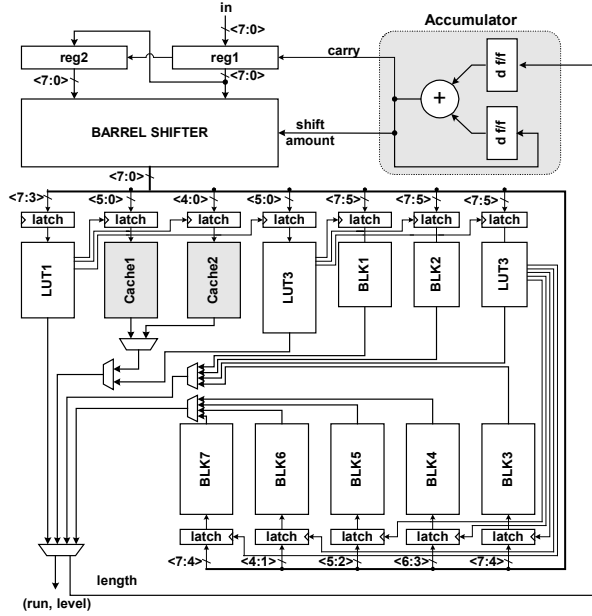 in
Accumulator
<7:0>
reg2
reg1
carry
d f/f
<7:0>
<7:0>
+
BARREL SHIFTER
shift
amount
d f/f
<7:0>
<7:3>
<5:0>
<4:0>
<5:0>
<7:5>
<7:5>
<7:5>
latch
latch
latch
latch
latch
latch
latch
LUT1
Cache1
Cache2
LUT3
BLK1
BLK2
LUT3
BLK7
BLK6
BLK5
BLK4
BLK3
latch
latch
latch
latch
latch
<7:4>
<4:1>
<5:2>
<6:3>
<7:4>
length
(run, level)